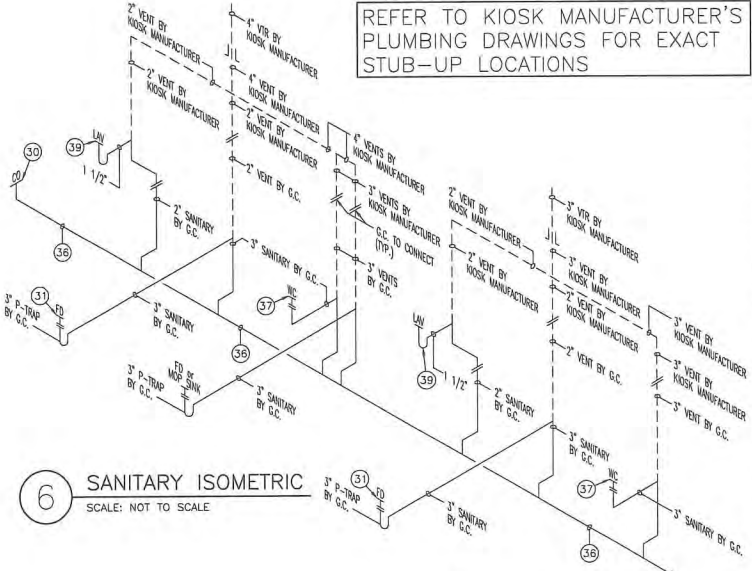 REFER TO KIOSK MANUFACTURER'S
PLUMBING DRAWINGS FOR EXACT
STUB-UP LOCATIONS
2" VENT BY
KIOSK MANUFACTURER
4" VTR BY
KIOSK MANUFACTURER
2" VENT BY
KIOSK MANUFACTURER
4" VENT BY
KIOSK MANUFACTURER
2" VENT BY
KIOSK MANUFACTURER
4" VENTS BY
KIOSK MANUFACTURER
2" VENT BY G.C.
3" VENTS BY
KIOSK MANUFACTURER
G.C. TO CONNECT
(TYP.)
3" VENTS
BY G.C.
30
CO
39
LAV
1 1/2"
2" SANITARY
BY G.C.
36
3" SANITARY BY G.C.
37
WC
31
FD
3" P-TRAP
BY G.C.
3" SANITARY
BY G.C.
36
FD or
MOP SINK
3" P-TRAP
BY G.C.
3" SANITARY
BY G.C.
2" VENT BY
KIOSK MANUFACTURER
3" VTR BY
KIOSK MANUFACTURER
2" VENT BY
KIOSK MANUFACTURER
3" VENT BY
KIOSK MANUFACTURER
2" VENT BY
KIOSK MANUFACTURER
3" VENT BY
KIOSK MANUFACTURER
2" VENT BY G.C.
3" VENT BY
KIOSK MANUFACTURER
3" VENT BY G.C.
LAV
39
1 1/2"
2" SANITARY
BY G.C.
3" SANITARY
BY G.C.
37
WC
3" SANITARY BY G.C.
31
FD
3" P-TRAP
BY G.C.
3" SANITARY
BY G.C.
36
6
SANITARY ISOMETRIC
SCALE: NOT TO SCALE